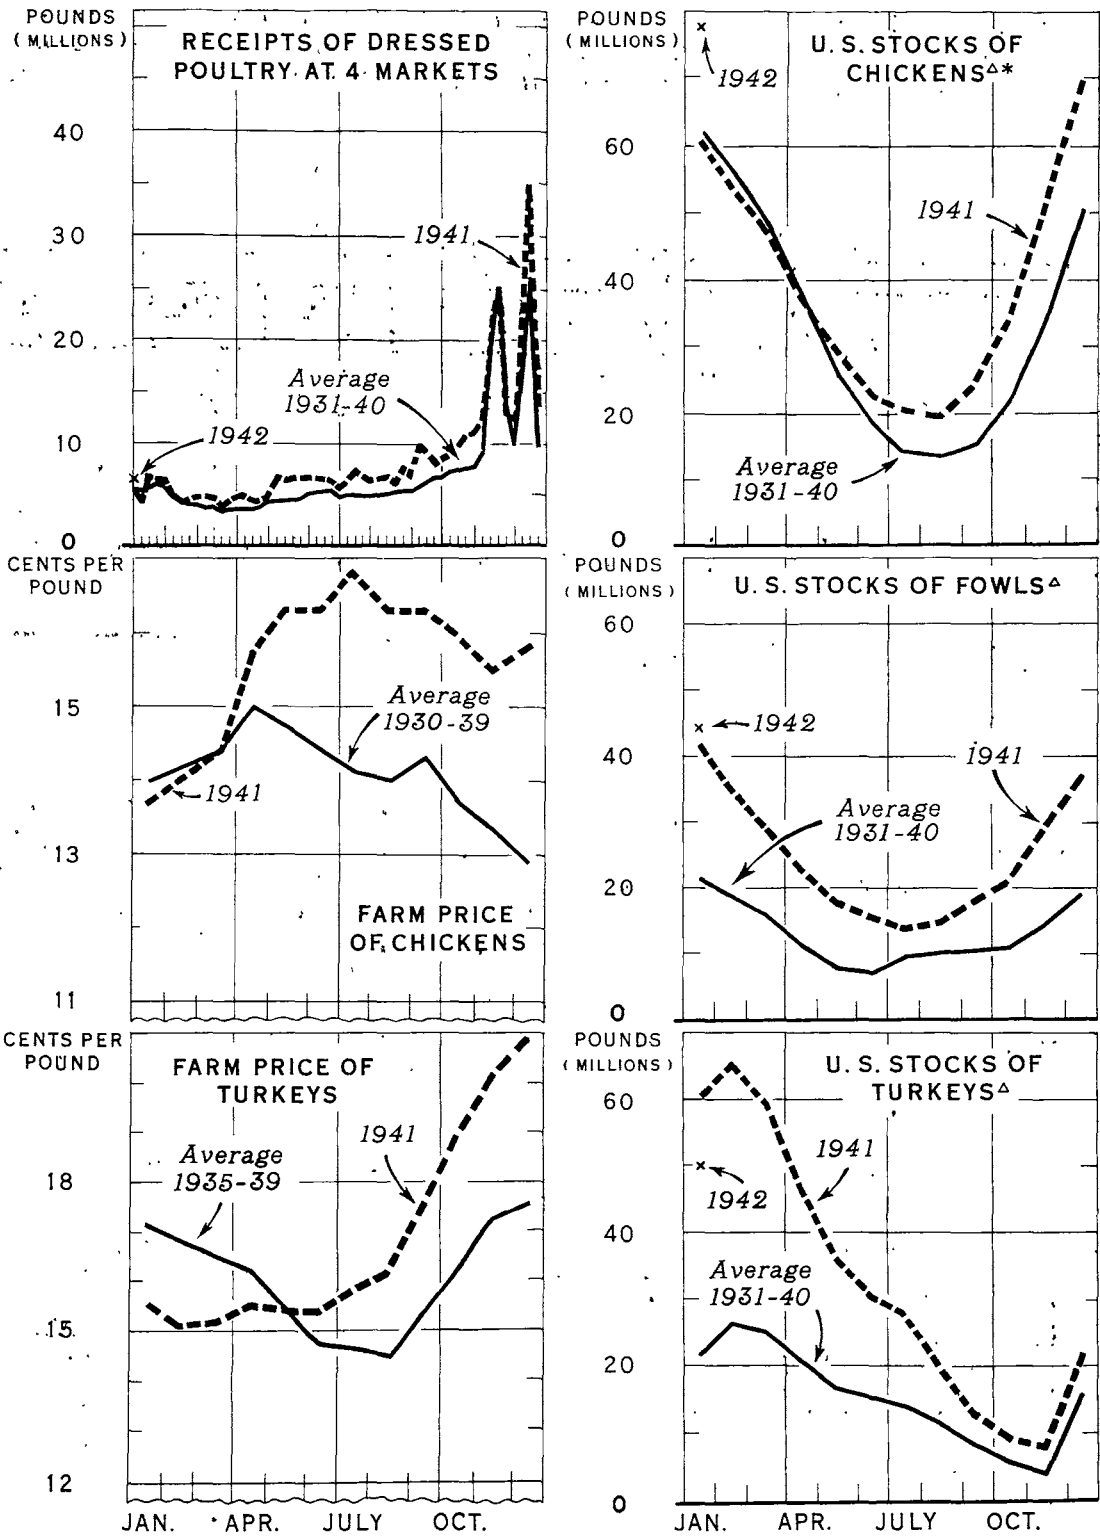 POUNDS
(MILLIONS)
RECEIPTS OF DRESSED
POULTRY AT 4 MARKETS
40
30
20
10
0
1941
Average
1931-40
1942
POUNDS
(MILLIONS)
U. S. STOCKS OF
CHICKENS△*
1942
60
40
20
0
1941
Average
1931-40
CENTS PER
POUND
15
13
11
Average
1930-39
1941
FARM PRICE
OF CHICKENS
POUNDS
(MILLIONS)
U. S. STOCKS OF FOWLS△
60
40
20
0
1942
1941
Average
1931-40
CENTS PER
POUND
FARM PRICE OF
TURKEYS
18
15
12
1941
Average
1935-39
JAN. APR. JULY OCT.
POUNDS
(MILLIONS)
U. S. STOCKS OF
TURKEYS△
60
40
20
0
1941
1942
Average
1931-40
JAN. APR. JULY OCT.